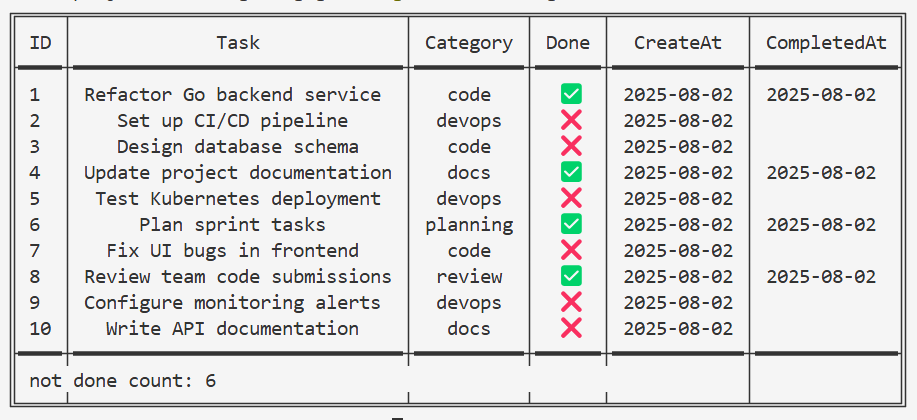 ID Task Category Done CreateAt CompletedAt
1 Refactor Go backend service code ✅ 2025-08-02 2025-08-02
2 Set up CI/CD pipeline devops ❌ 2025-08-02
3 Design database schema code ❌ 2025-08-02
4 Update project documentation docs ✅ 2025-08-02 2025-08-02
5 Test Kubernetes deployment devops ❌ 2025-08-02
6 Plan sprint tasks planning ✅ 2025-08-02 2025-08-02
7 Fix UI bugs in frontend code ❌ 2025-08-02
8 Review team code submissions review ✅ 2025-08-02 2025-08-02
9 Configure monitoring alerts devops ❌ 2025-08-02
10 Write API documentation docs ❌ 2025-08-02
not done count: 6